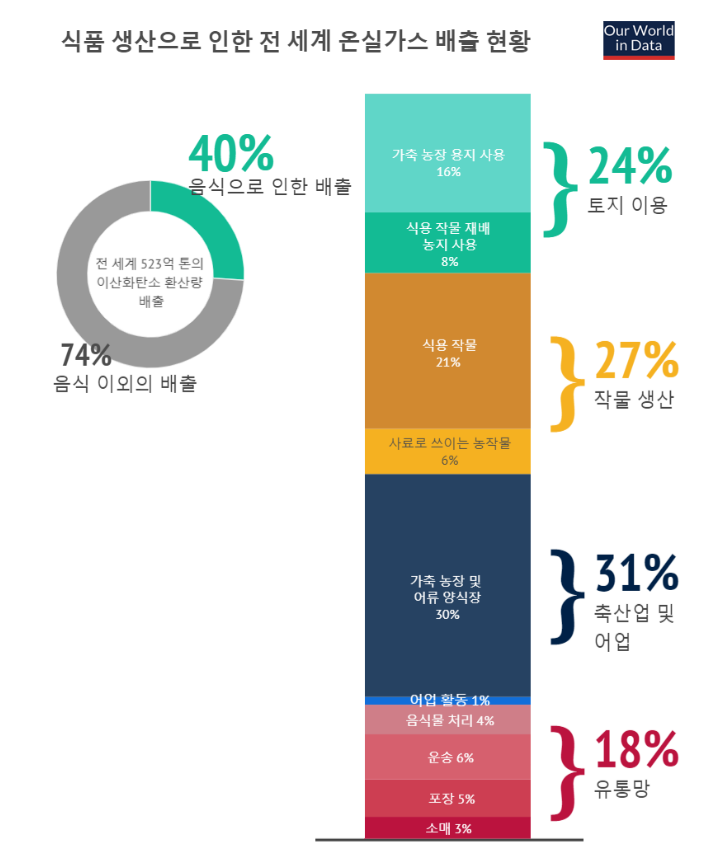 식품 생산으로 인한 전 세계 온실가스 배출 현황
Our World
in Data
40%
음식으로 인한 배출
전 세계 523억 톤의
이산화탄소 환산량
배출
74%
음식 이외의 배출
가축 농장 용지 사용
16%
식용 작물 재배
농지 사용
8%
24%
토지 이용
식용 작물
21%
사료로 쓰이는 농작물
6%
27%
작물 생산
가축 농장 및
어류 양식장
30%
어업 활동 1%
31%
축산업 및
어업
음식물 처리 4%
운송 6%
포장 5%
소매 3%
18%
유통망